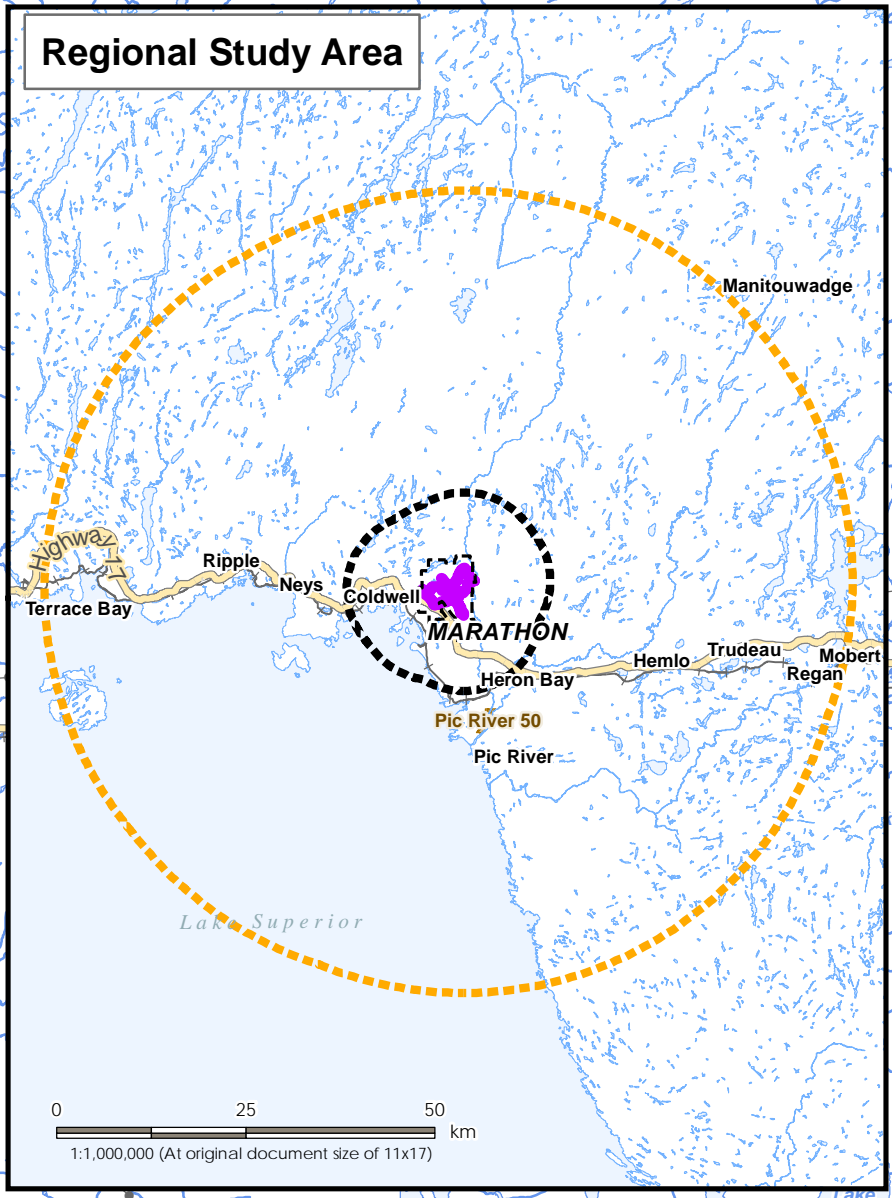 Regional Study Area
Manitouwadge
Highway 17
Ripple
Neys
Terrace Bay
Coldwell
MARATHON
Trudeau
Hemlo
Mobert
Heron Bay
Regan
Pic River 50
Pic River
Lake Superior
0 25 50
km
1:1,000,000 (At original document size of 11x17)
Lake